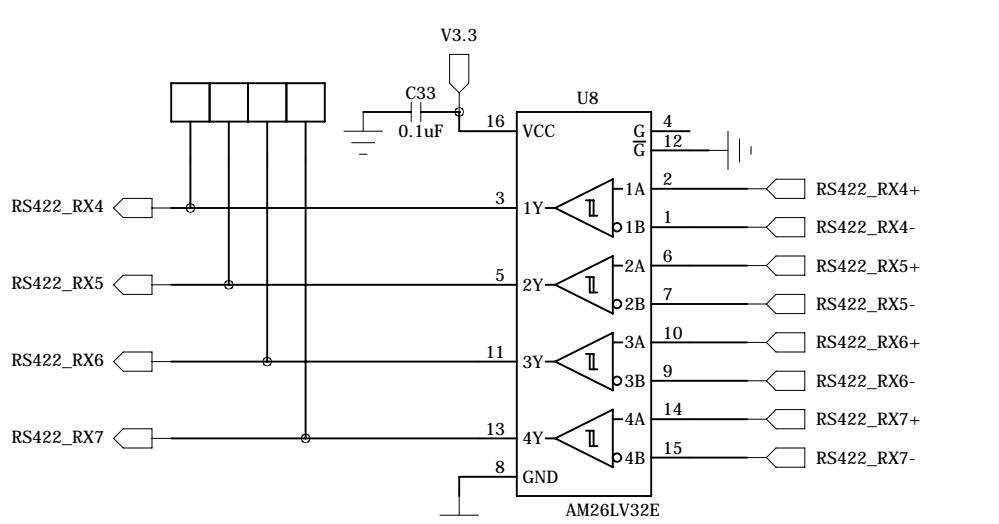 V3.3
C33
0.1uF
U8
16 VCC
G 4
G 12
RS422_RX4
3 1Y
1A 2 RS422_RX4+
1B 1 RS422_RX4-
RS422_RX5
5 2Y
2A 6 RS422_RX5+
2B 7 RS422_RX5-
RS422_RX6
11 3Y
3A 10 RS422_RX6+
3B 9 RS422_RX6-
RS422_RX7
13 4Y
4A 14 RS422_RX7+
4B 15 RS422_RX7-
8 GND
AM26LV32E